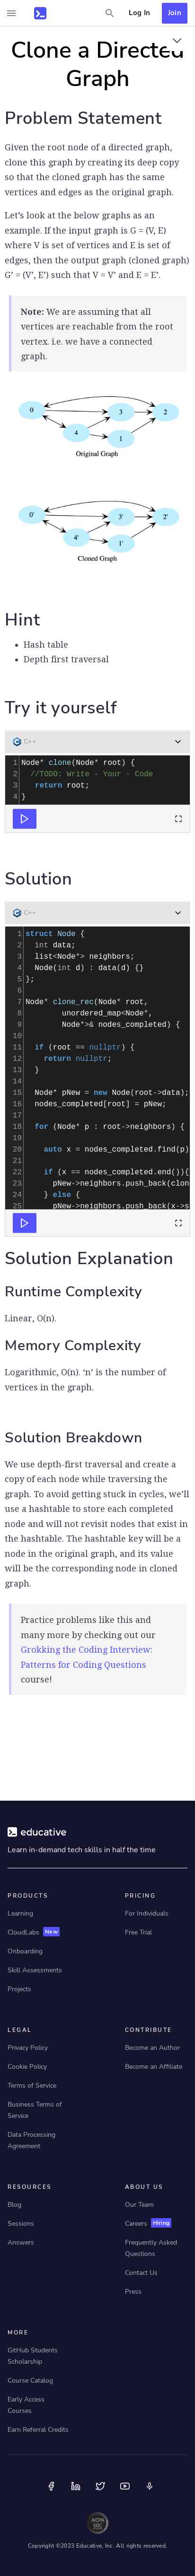 Log In
Join
Clone a Directed
Graph
Problem Statement
Given the root node of a directed graph,
clone this graph by creating its deep copy
so that the cloned graph has the same
vertices and edges as the original graph.
Let’s look at the below graphs as an
example. If the input graph is G = (V, E)
where V is set of vertices and E is set of
edges, then the output graph (cloned graph)
G’ = (V’, E’) such that V = V’ and E = E’.
Note: We are assuming that all
vertices are reachable from the root
vertex. i.e. we have a connected
graph.
0
3
2
4
1
Original Graph
0'
3'
2'
4'
1'
Cloned Graph
Hint
• Hash table
• Depth first traversal
Try it yourself
C++
1 Node* clone(Node* root) {
2 //TODO: Write - Your - Code
3 return root;
4 }
Solution
C++
1 struct Node {
2 int data;
3 list<Node*> neighbors;
4 Node(int d) : data(d) {}
5 };
6
7 Node* clone_rec(Node* root,
8 unordered_map<Node*,
9 Node*>& nodes_completed) {
10
11 if (root == nullptr) {
12 return nullptr;
13 }
14
15 Node* pNew = new Node(root->data);
16 nodes_completed[root] = pNew;
17
18 for (Node* p : root->neighbors) {
19
20 auto x = nodes_completed.find(p)
21
22 if (x == nodes_completed.end()){
23 pNew->neighbors.push_back(clon
24 } else {
25 pNew->neighbors.push_back(x->s
Solution Explanation
Runtime Complexity
Linear, O(n).
Memory Complexity
Logarithmic, O(n). ‘n’ is the number of
vertices in the graph.
Solution Breakdown
We use depth-first traversal and create a
copy of each node while traversing the
graph. To avoid getting stuck in cycles, we’ll
use a hashtable to store each completed
node and will not revisit nodes that exist in
the hashtable. The hashtable key will be a
node in the original graph, and its value
will be the corresponding node in cloned
graph.
Practice problems like this and
many more by checking out our
Grokking the Coding Interview:
Patterns for Coding Questions
course!
educative
Learn in-demand tech skills in half the time
PRODUCTS
Learning
CloudLabs New
Onboarding
Skill Assessments
Projects
PRICING
For Individuals
Free Trial
LEGAL
Privacy Policy
Cookie Policy
Terms of Service
Business Terms of
Service
Data Processing
Agreement
CONTRIBUTE
Become an Author
Become an Affiliate
RESOURCES
Blog
Sessions
Answers
ABOUT US
Our Team
Careers Hiring
Frequently Asked
Questions
Contact Us
Press
MORE
GitHub Students
Scholarship
Course Catalog
Early Access
Courses
Earn Referral Credits
AICPA
SOC
Copyright ©2023 Educative, Inc. All rights reserved.